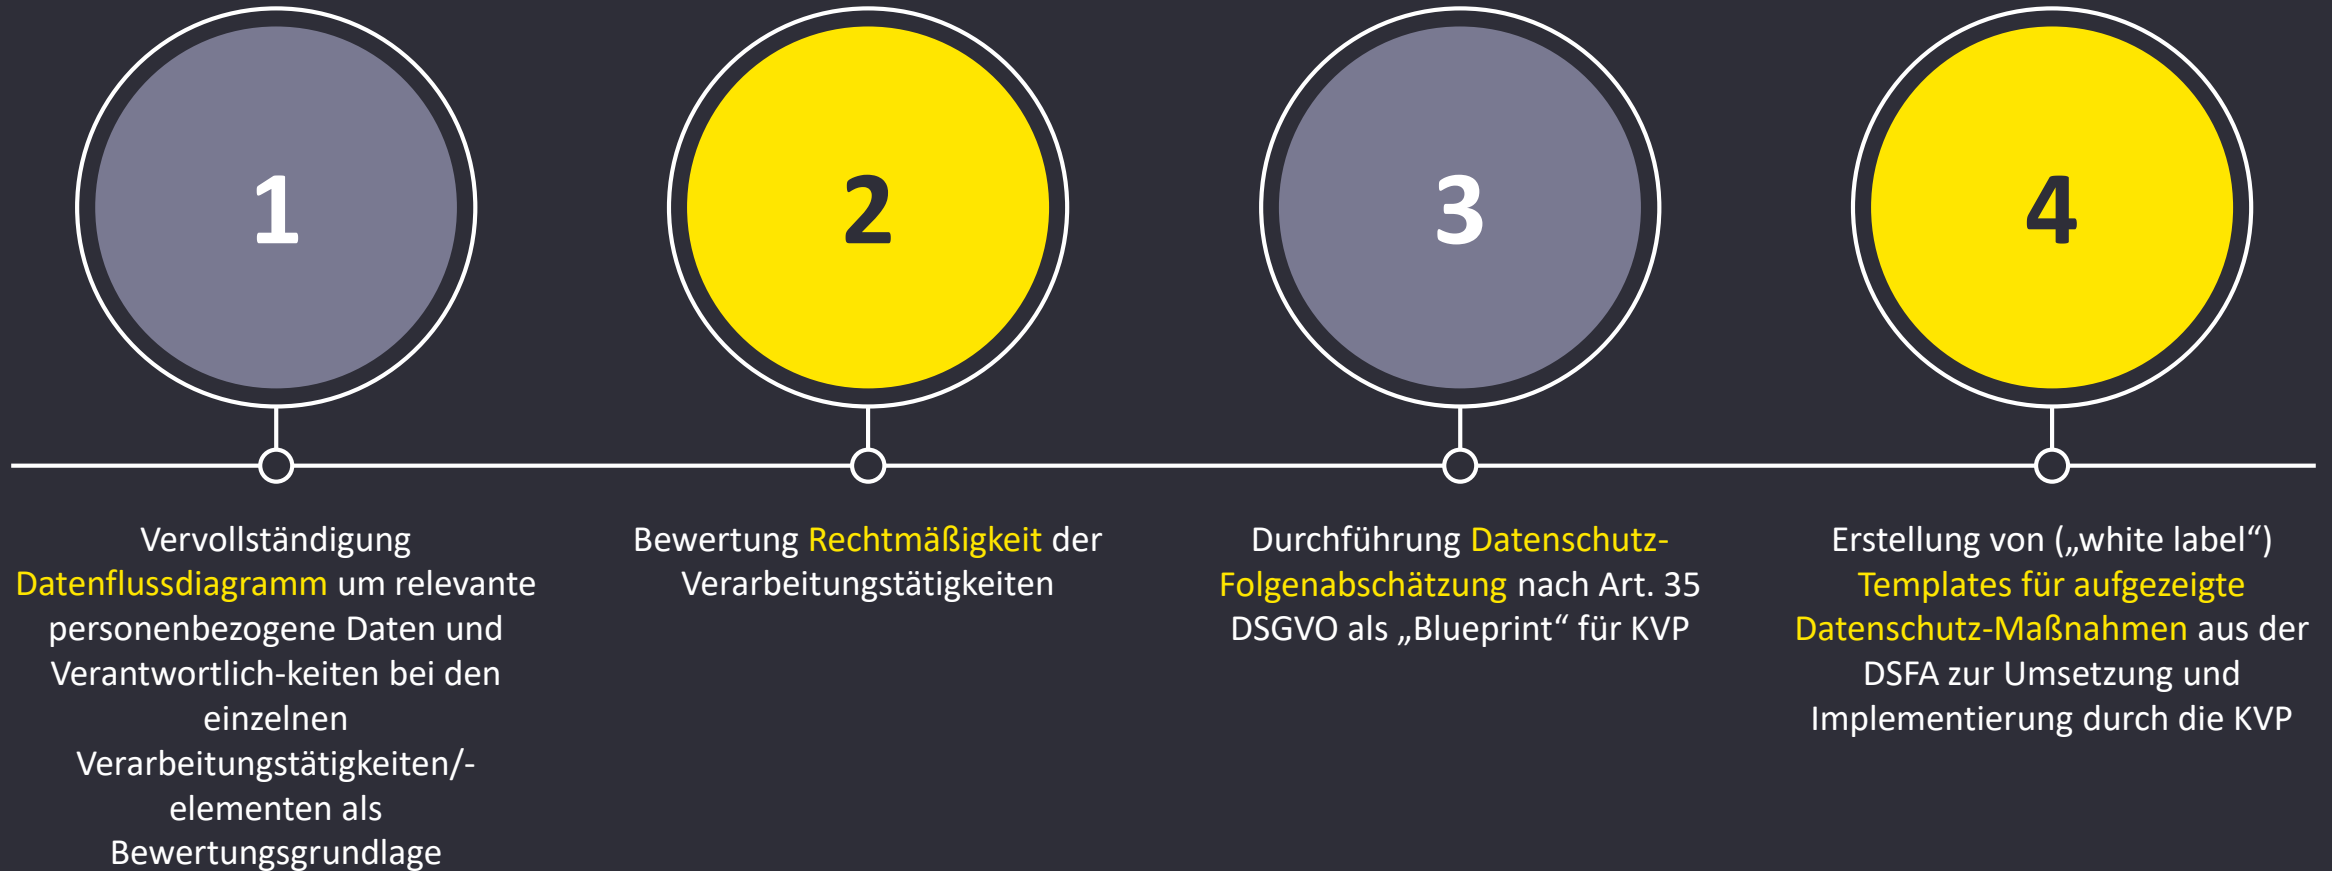 1
2
3
4
Vervollständigung
Datenflussdiagramm um relevante
personenbezogene Daten und
Verantwortlich-keiten bei den
einzelnen
Verarbeitungstätigkeiten/-
elementen als
Bewertungsgrundlage
Bewertung Rechtmäßigkeit der
Verarbeitungstätigkeiten
Durchführung Datenschutz-
Folgenabschätzung nach Art. 35
DSGVO als „Blueprint“ für KVP
Erstellung von („white label“)
Templates für aufgezeigte
Datenschutz-Maßnahmen aus der
DSFA zur Umsetzung und
Implementierung durch die KVP